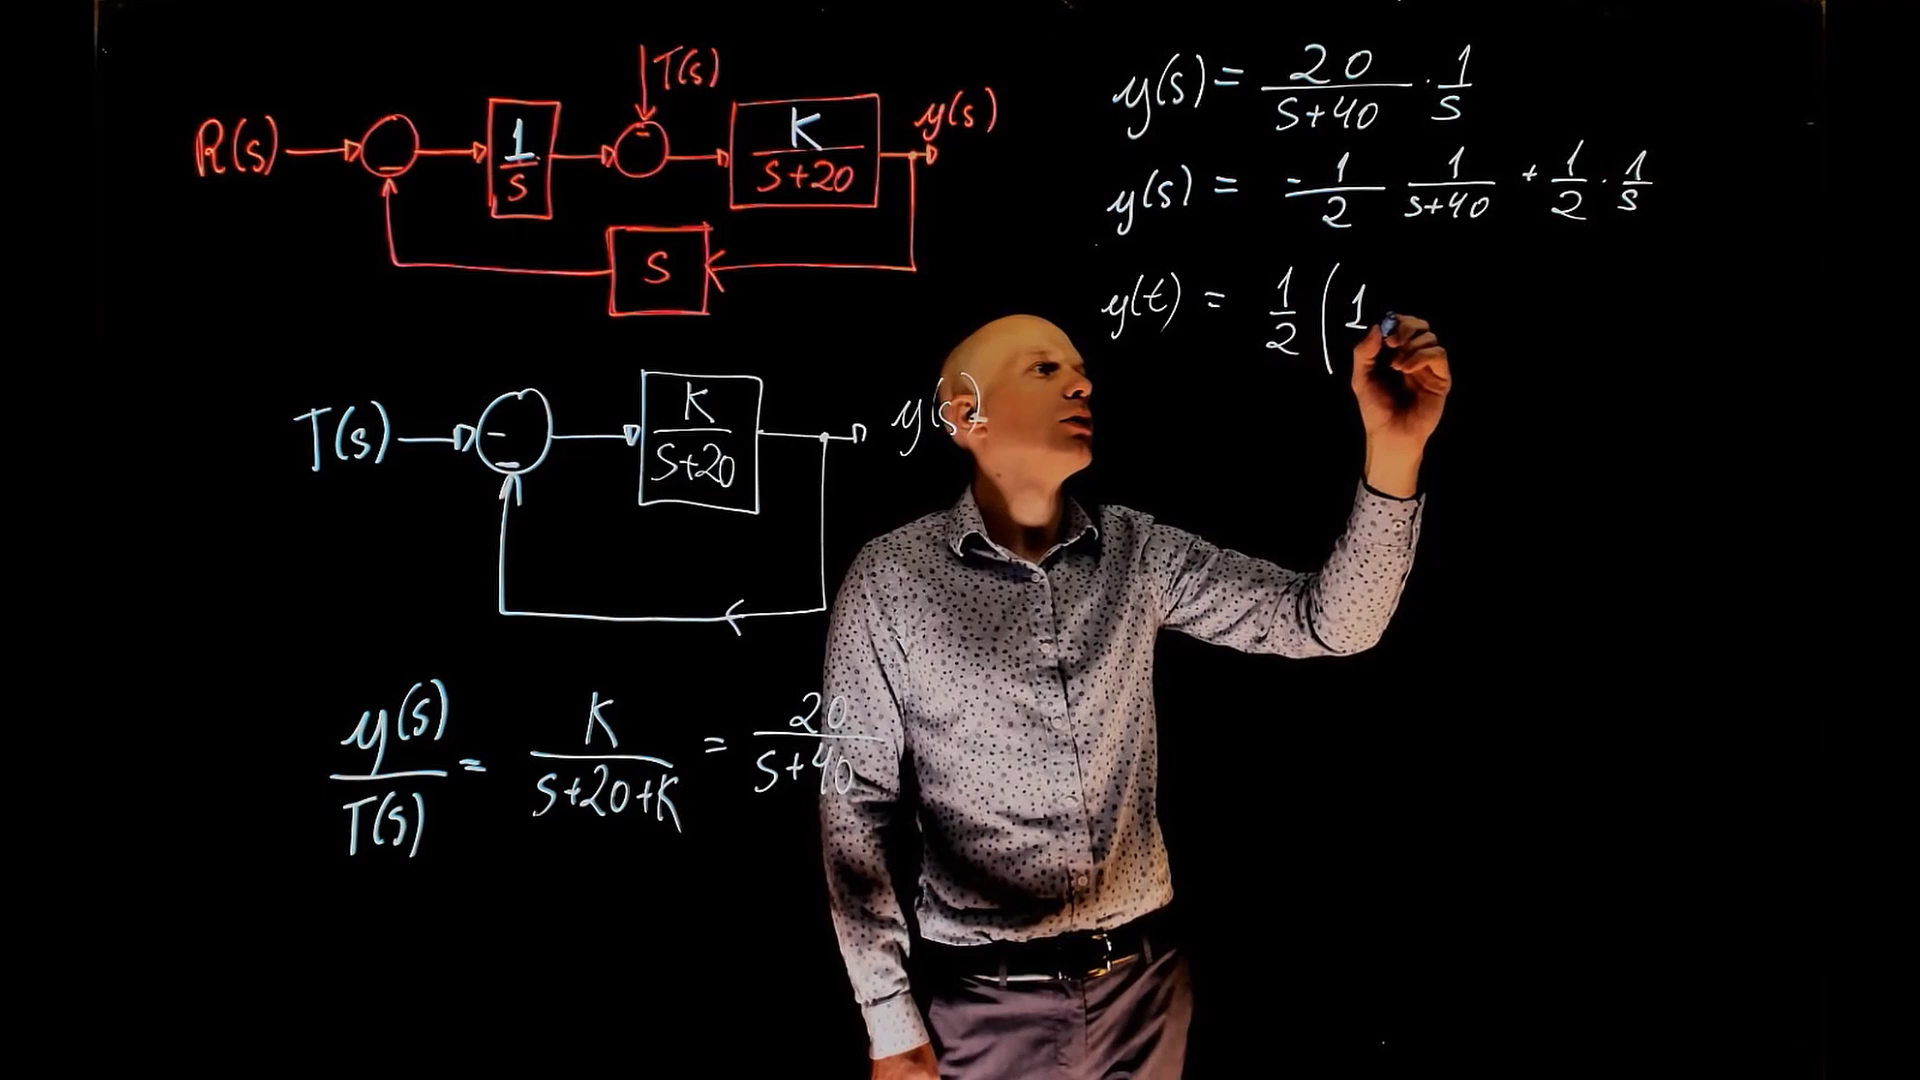 T(s)
R(s) 1/s K/(s+20) y(s)
s
T(s) K/(s+20) y(s)
y(s)/T(s) = K/(s+20+K) = 20/(s+40)
y(s) = 20/(s+40) · 1/s
y(s) = -1/2 1/(s+40) + 1/2 · 1/s
y(t) = 1/2 (1